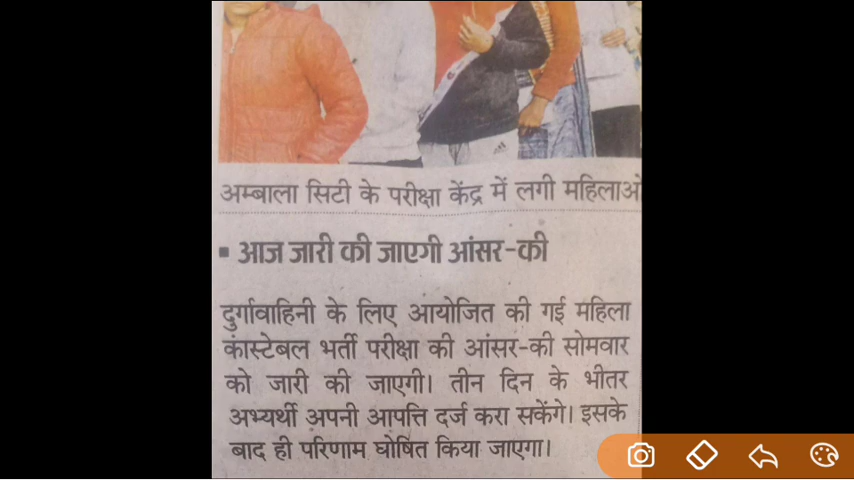 अम्बाला सिटी के परीक्षा केंद्र में लगी महिलाओं
▪ आज जारी की जाएगी आंसर-की
दुर्गावाहिनी के लिए आयोजित की गई महिला
कांस्टेबल भर्ती परीक्षा की आंसर-की सोमवार
को जारी की जाएगी। तीन दिन के भीतर
अभ्यर्थी अपनी आपत्ति दर्ज करा सकेंगे। इसके
बाद ही परिणाम घोषित किया जाएगा।